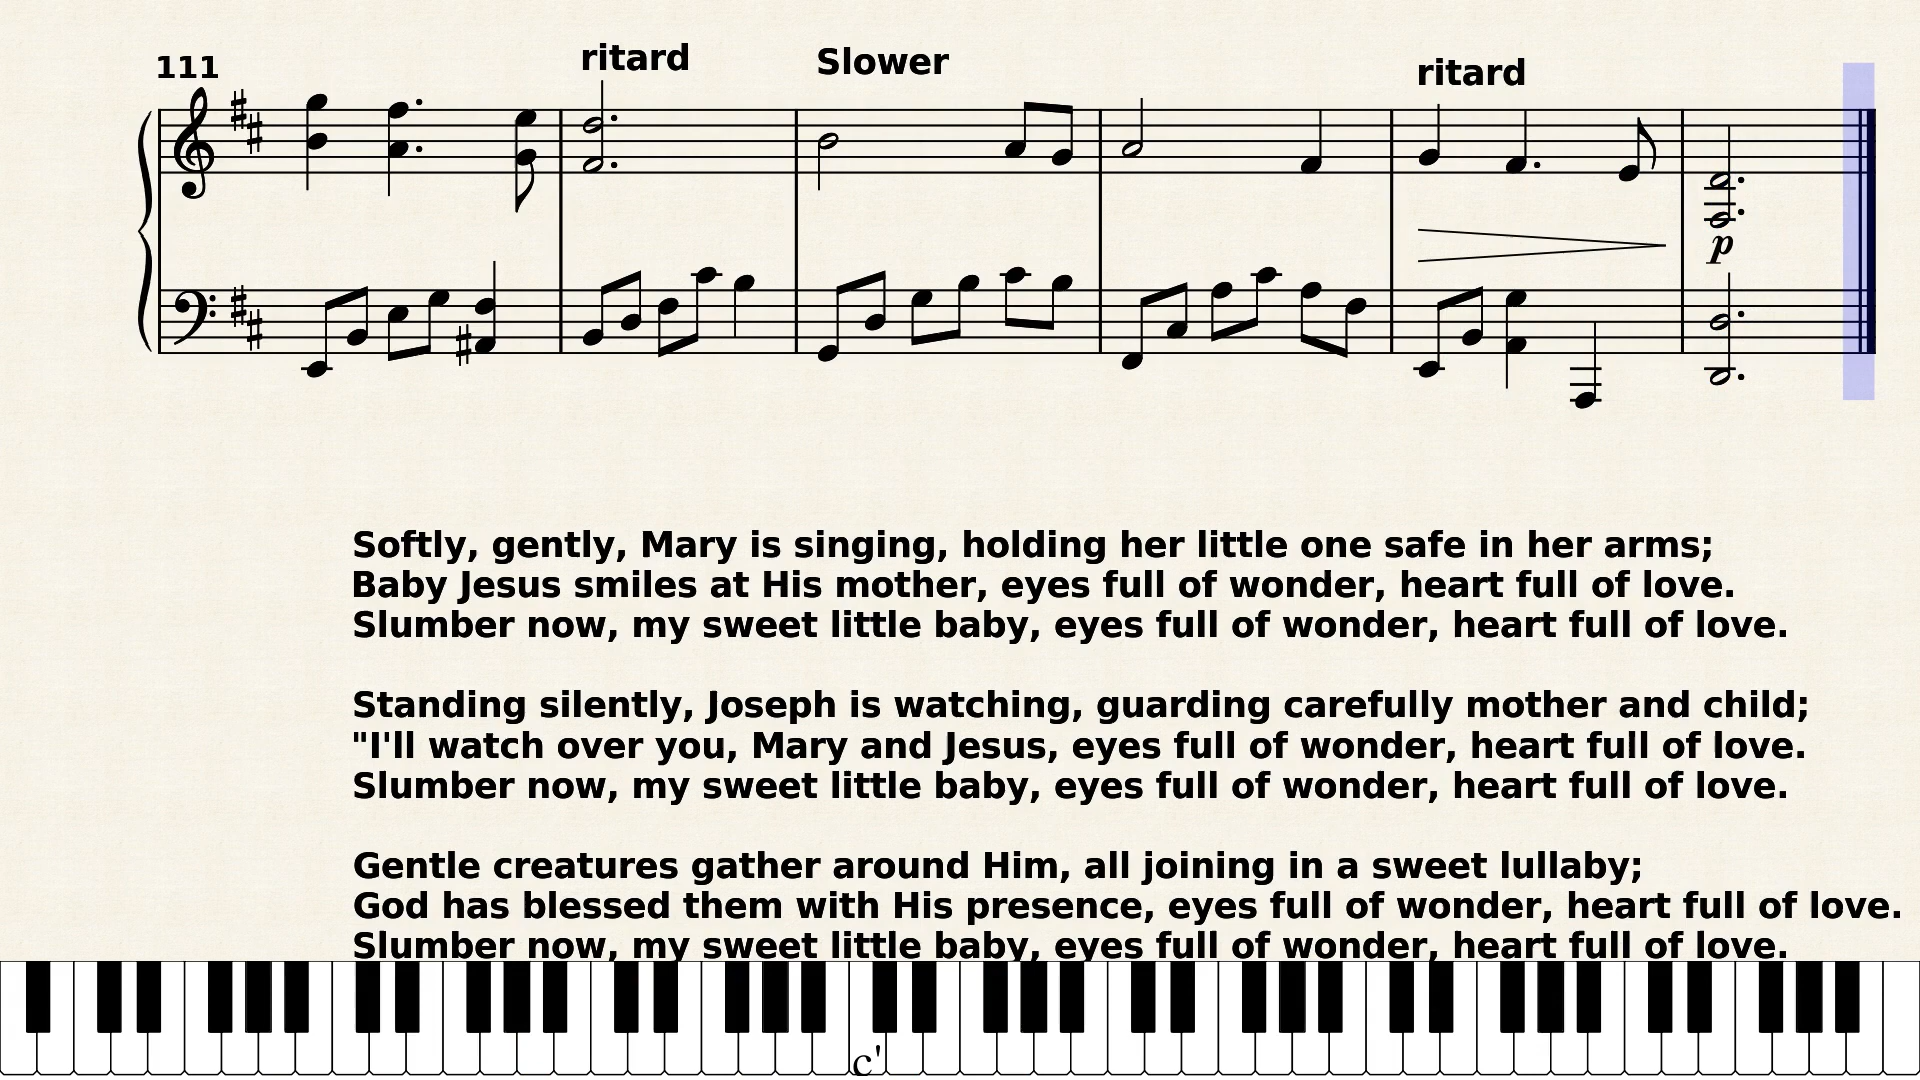 111
ritard
Slower
ritard
p
Softly, gently, Mary is singing, holding her little one safe in her arms;
Baby Jesus smiles at His mother, eyes full of wonder, heart full of love.
Slumber now, my sweet little baby, eyes full of wonder, heart full of love.
Standing silently, Joseph is watching, guarding carefully mother and child;
"I'll watch over you, Mary and Jesus, eyes full of wonder, heart full of love.
Slumber now, my sweet little baby, eyes full of wonder, heart full of love.
Gentle creatures gather around Him, all joining in a sweet lullaby;
God has blessed them with His presence, eyes full of wonder, heart full of love.
Slumber now, my sweet little baby, eyes full of wonder, heart full of love.
c'